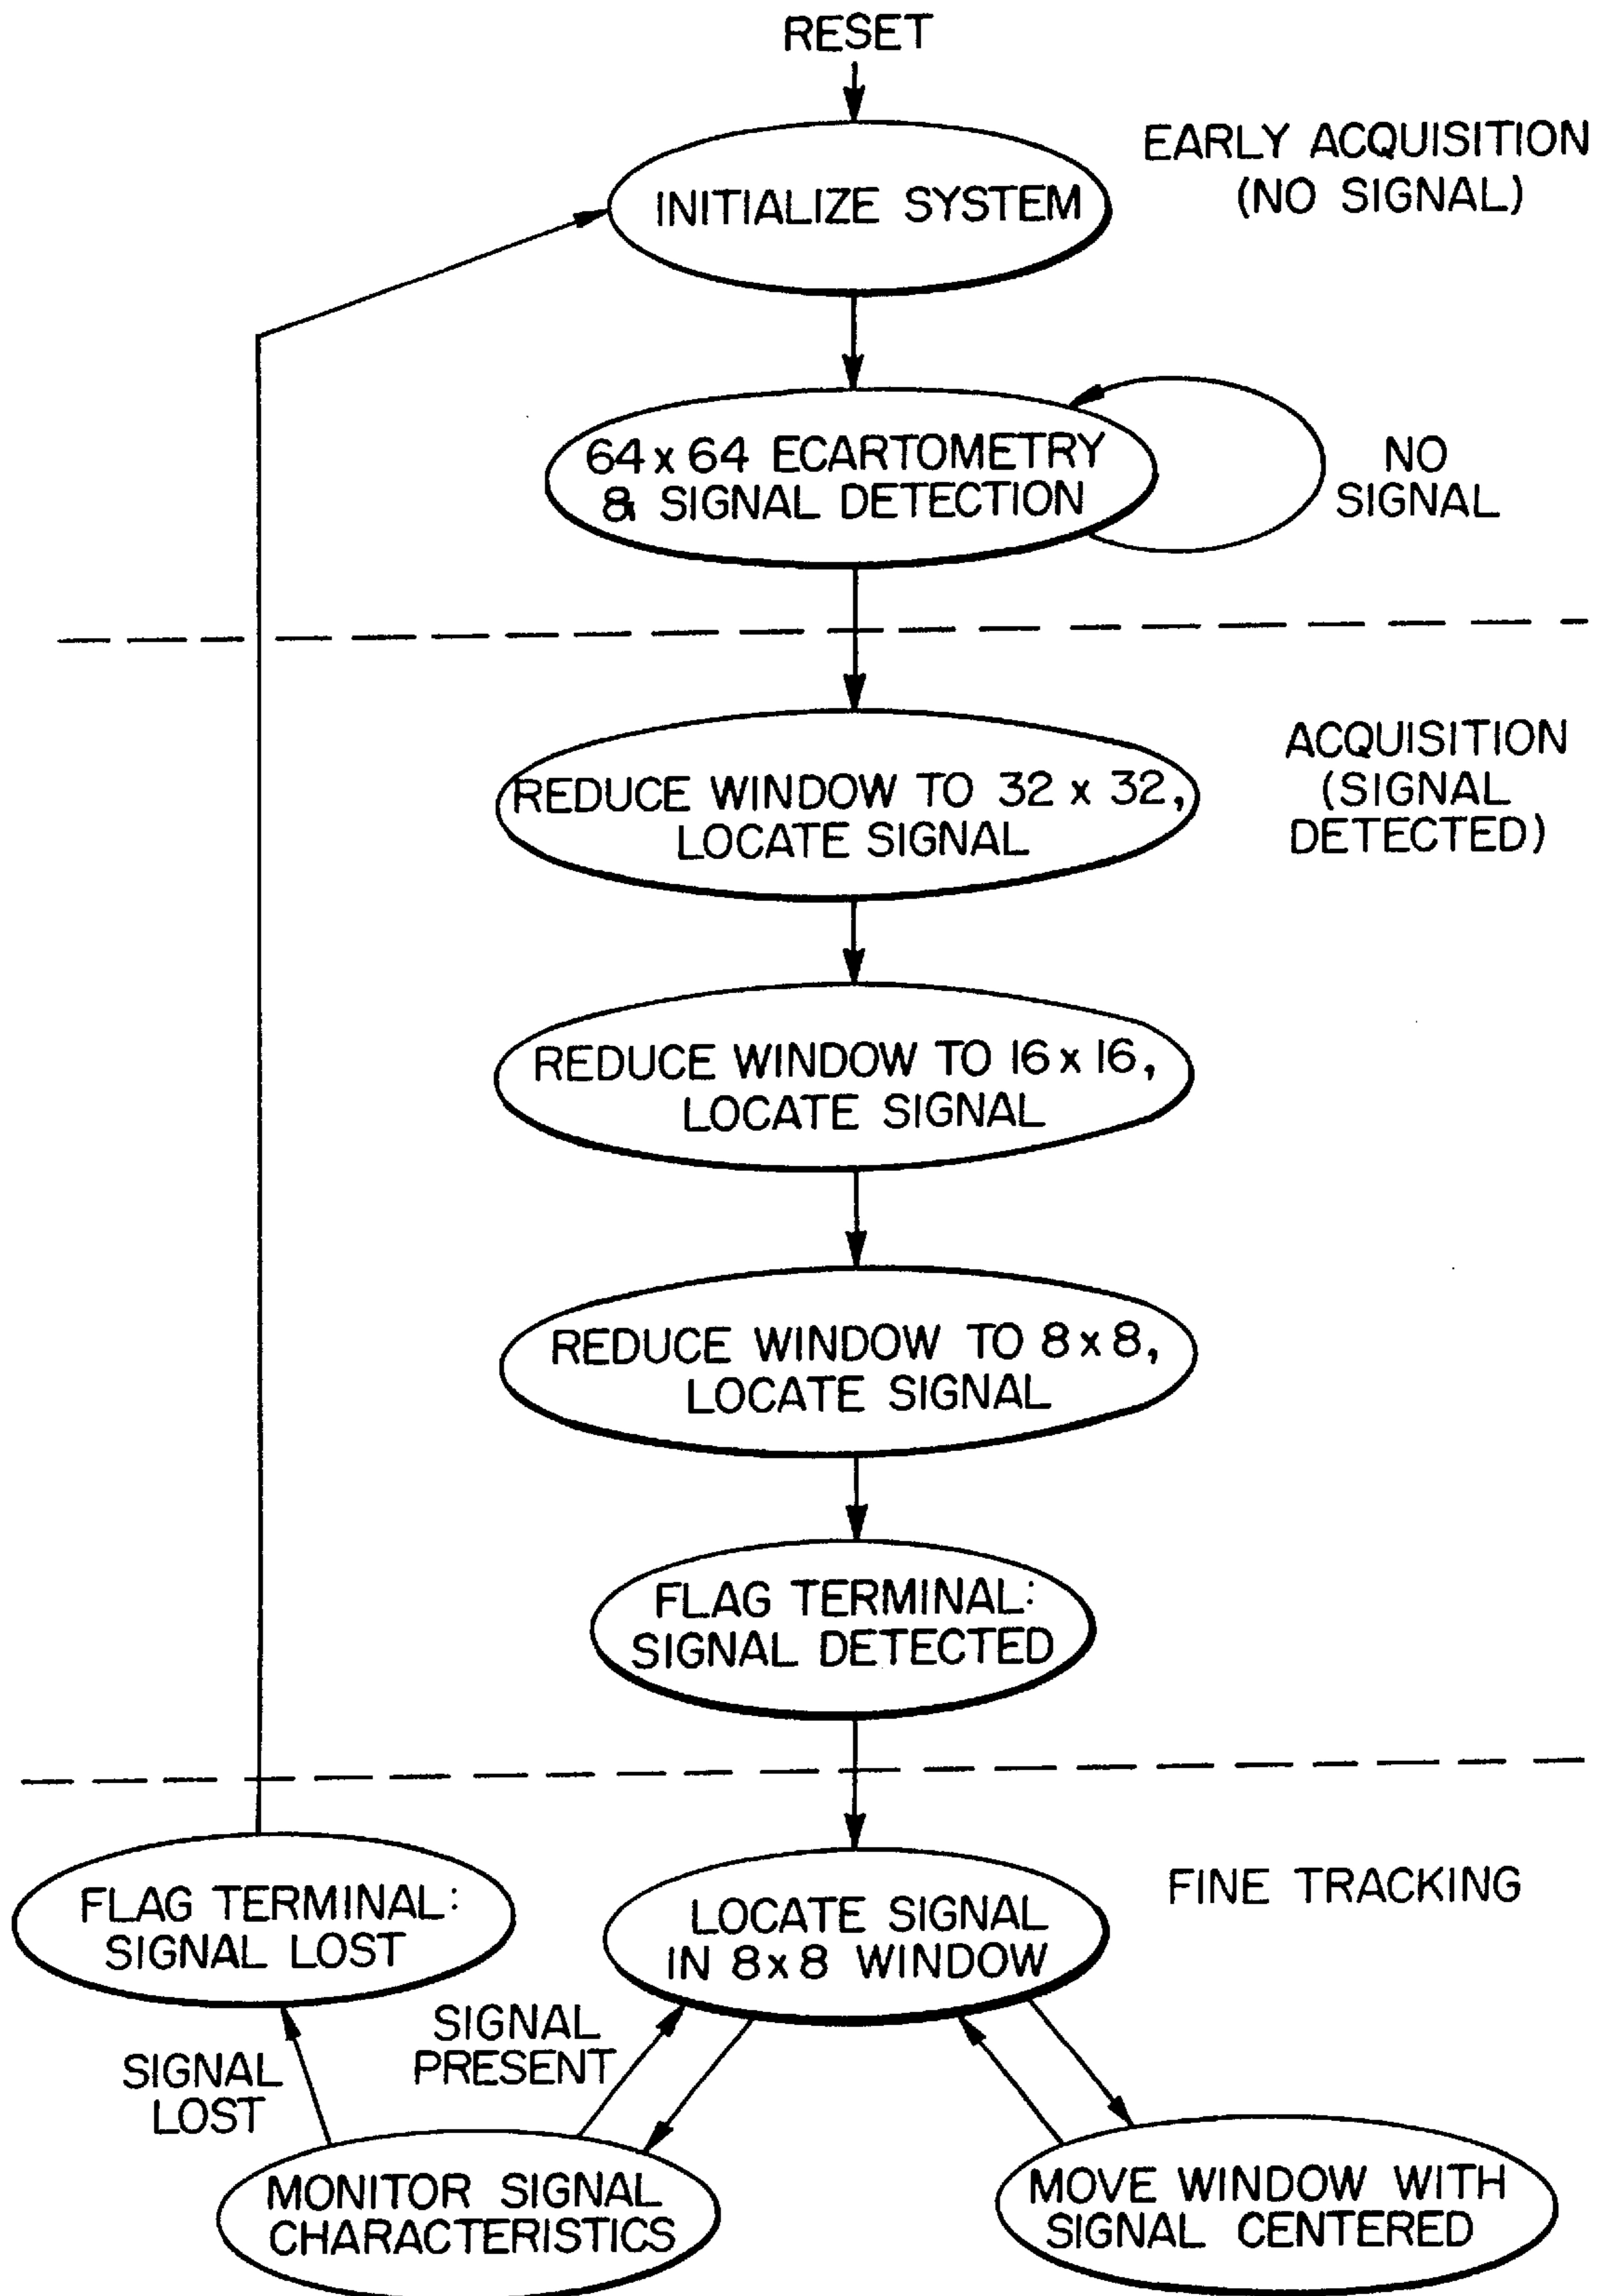 RESET
EARLY ACQUISITION
(NO SIGNAL)
INITIALIZE SYSTEM
64 x 64 ECARTOMETRY
& SIGNAL DETECTION
NO
SIGNAL
ACQUISITION
(SIGNAL
DETECTED)
REDUCE WINDOW TO 32 x 32,
LOCATE SIGNAL
REDUCE WINDOW TO 16 x 16,
LOCATE SIGNAL
REDUCE WINDOW TO 8 x 8,
LOCATE SIGNAL
FLAG TERMINAL:
SIGNAL DETECTED
FINE TRACKING
FLAG TERMINAL:
SIGNAL LOST
LOCATE SIGNAL
IN 8x8 WINDOW
SIGNAL
PRESENT
SIGNAL
LOST
MONITOR SIGNAL
CHARACTERISTICS
MOVE WINDOW WITH
SIGNAL CENTERED